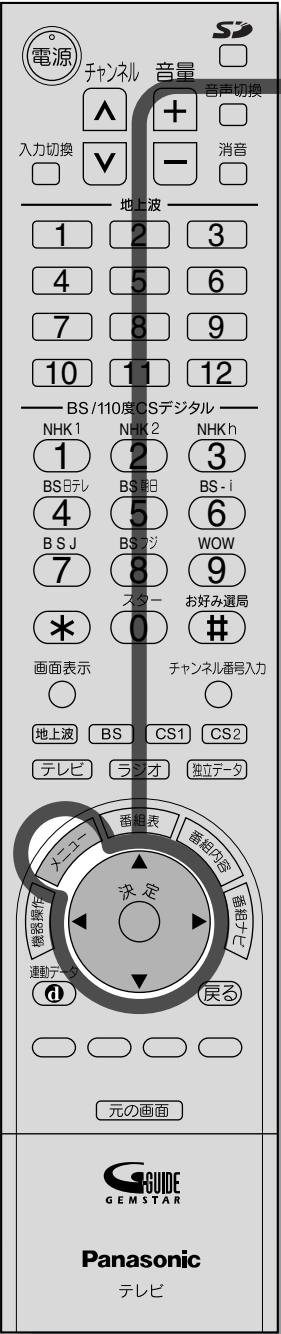 電源
SD
チャンネル 音量
音声切換
∧ +
入力切換
消音
∨ −
地上波
1 2 3
4 5 6
7 8 9
10 11 12
BS/110度CSデジタル
NHK1 NHK2 NHKh
1 2 3
BS日テレ BS朝日 BS-i
4 5 6
BSJ BSフジ WOW
7 8 9
スター お好み選局
* 0 #
画面表示 チャンネル番号入力
地上波 BS CS1 CS2
テレビ ラジオ 独立データ
番組表
メニュー 番組内容
決定
機器操作 番組ナビ
連動データ
d 戻る
元の画面
G-GUIDE
GEMSTAR
Panasonic
テレビ